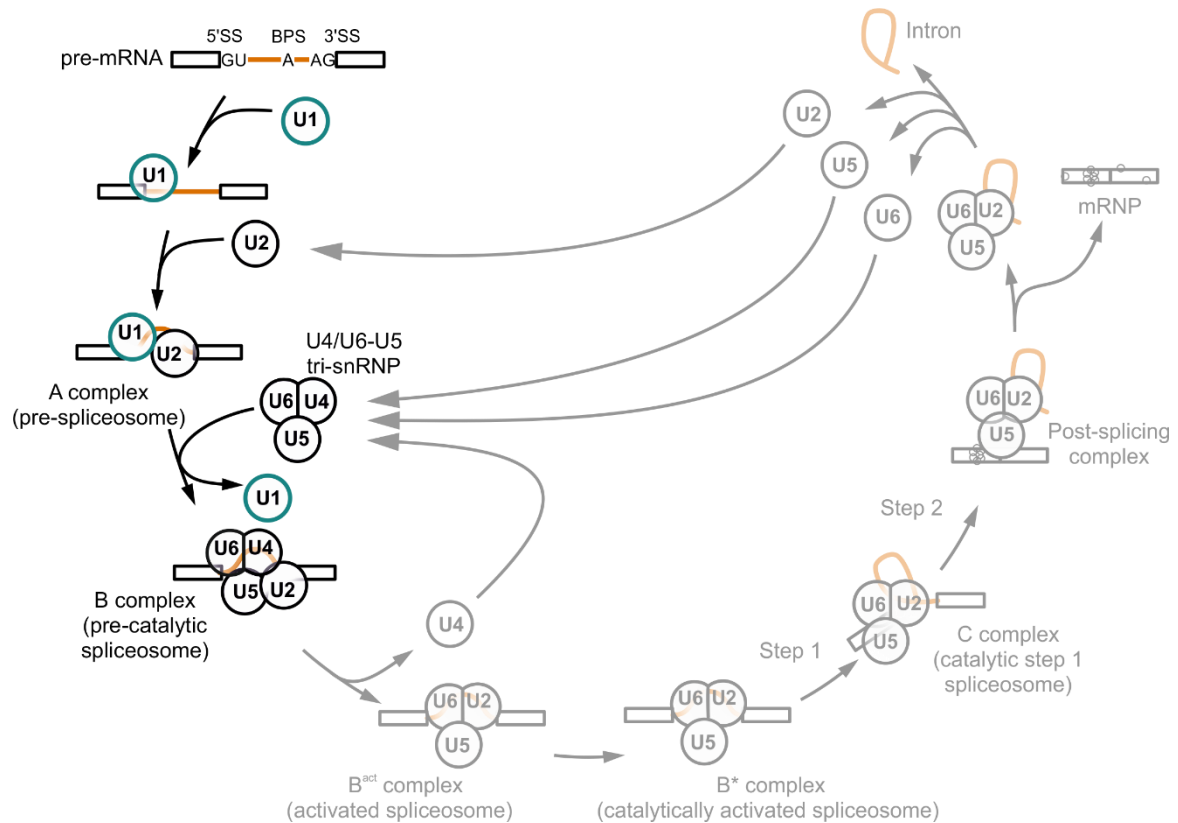 5'SS BPS 3'SS
pre-mRNA GU A AG
U1
U1
U2
U1
U2
A complex
(pre-spliceosome)
U4/U6-U5
tri-snRNP
U6 U4
U5
U1
U6 U4
U5 U2
B complex
(pre-catalytic
spliceosome)
U4
U6 U2
U5
B^act complex
(activated spliceosome)
U6 U2
U5
B* complex
(catalytically activated spliceosome)
Step 1
U6 U2
U5
C complex
(catalytic step 1
spliceosome)
Step 2
U6 U2
U5
Post-splicing
complex
U6 U2
U5
mRNP
Intron
U2
U5
U6